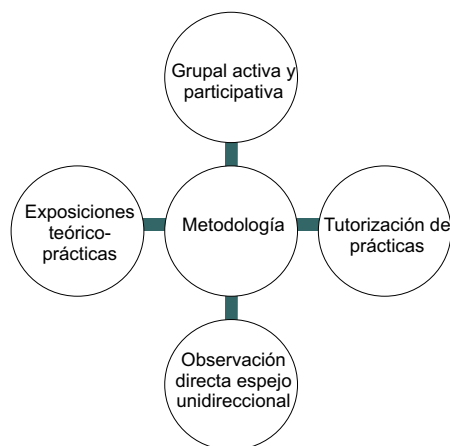 Grupal activa y
participativa
Exposiciones
teórico-
prácticas
Metodología
Tutorización de
prácticas
Observación
directa espejo
unidireccional